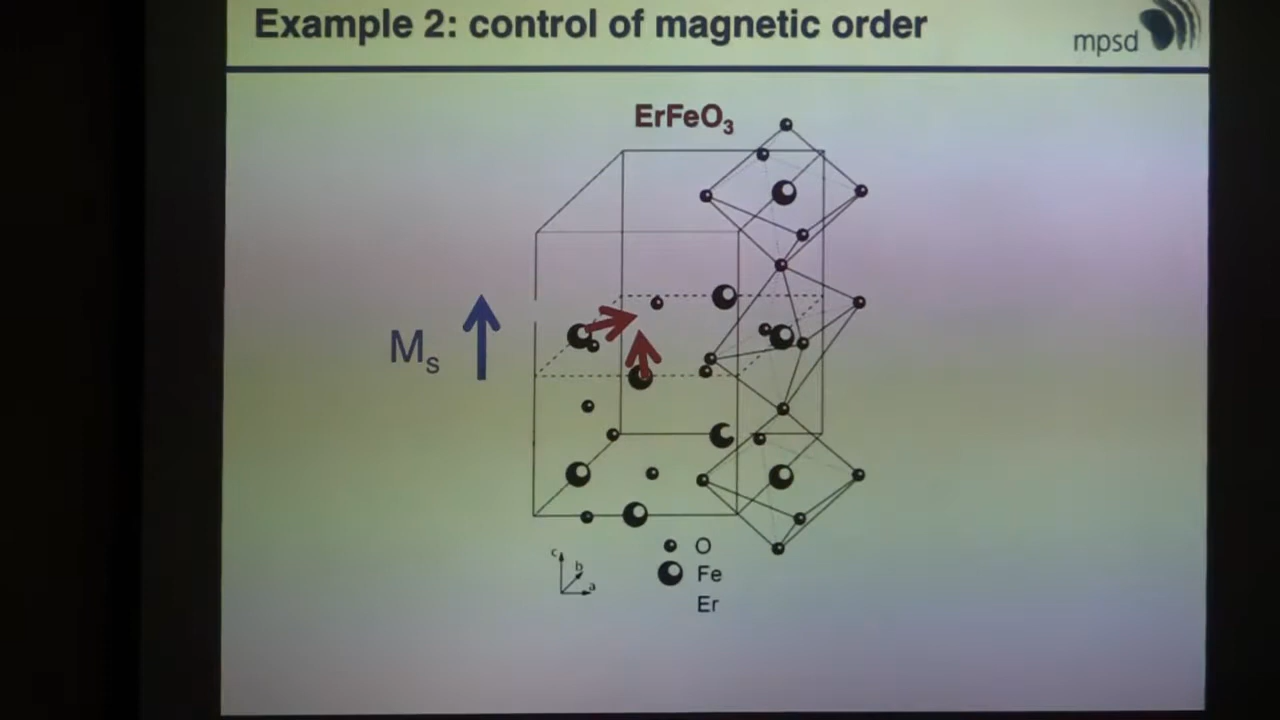 Example 2: control of magnetic order
mpsd
ErFeO₃
Mₛ
c
b
a
O
Fe
Er